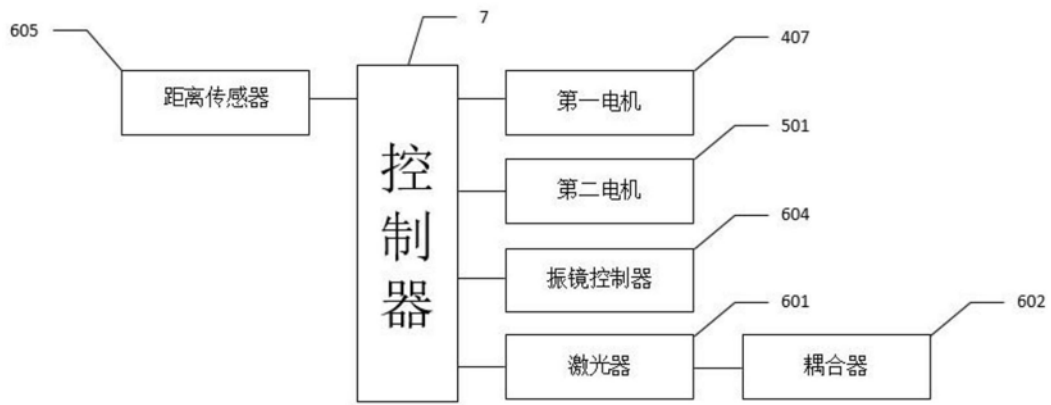 605
7
407
距离传感器
第一电机
控制器
501
第二电机
604
振镜控制器
601
602
激光器
耦合器